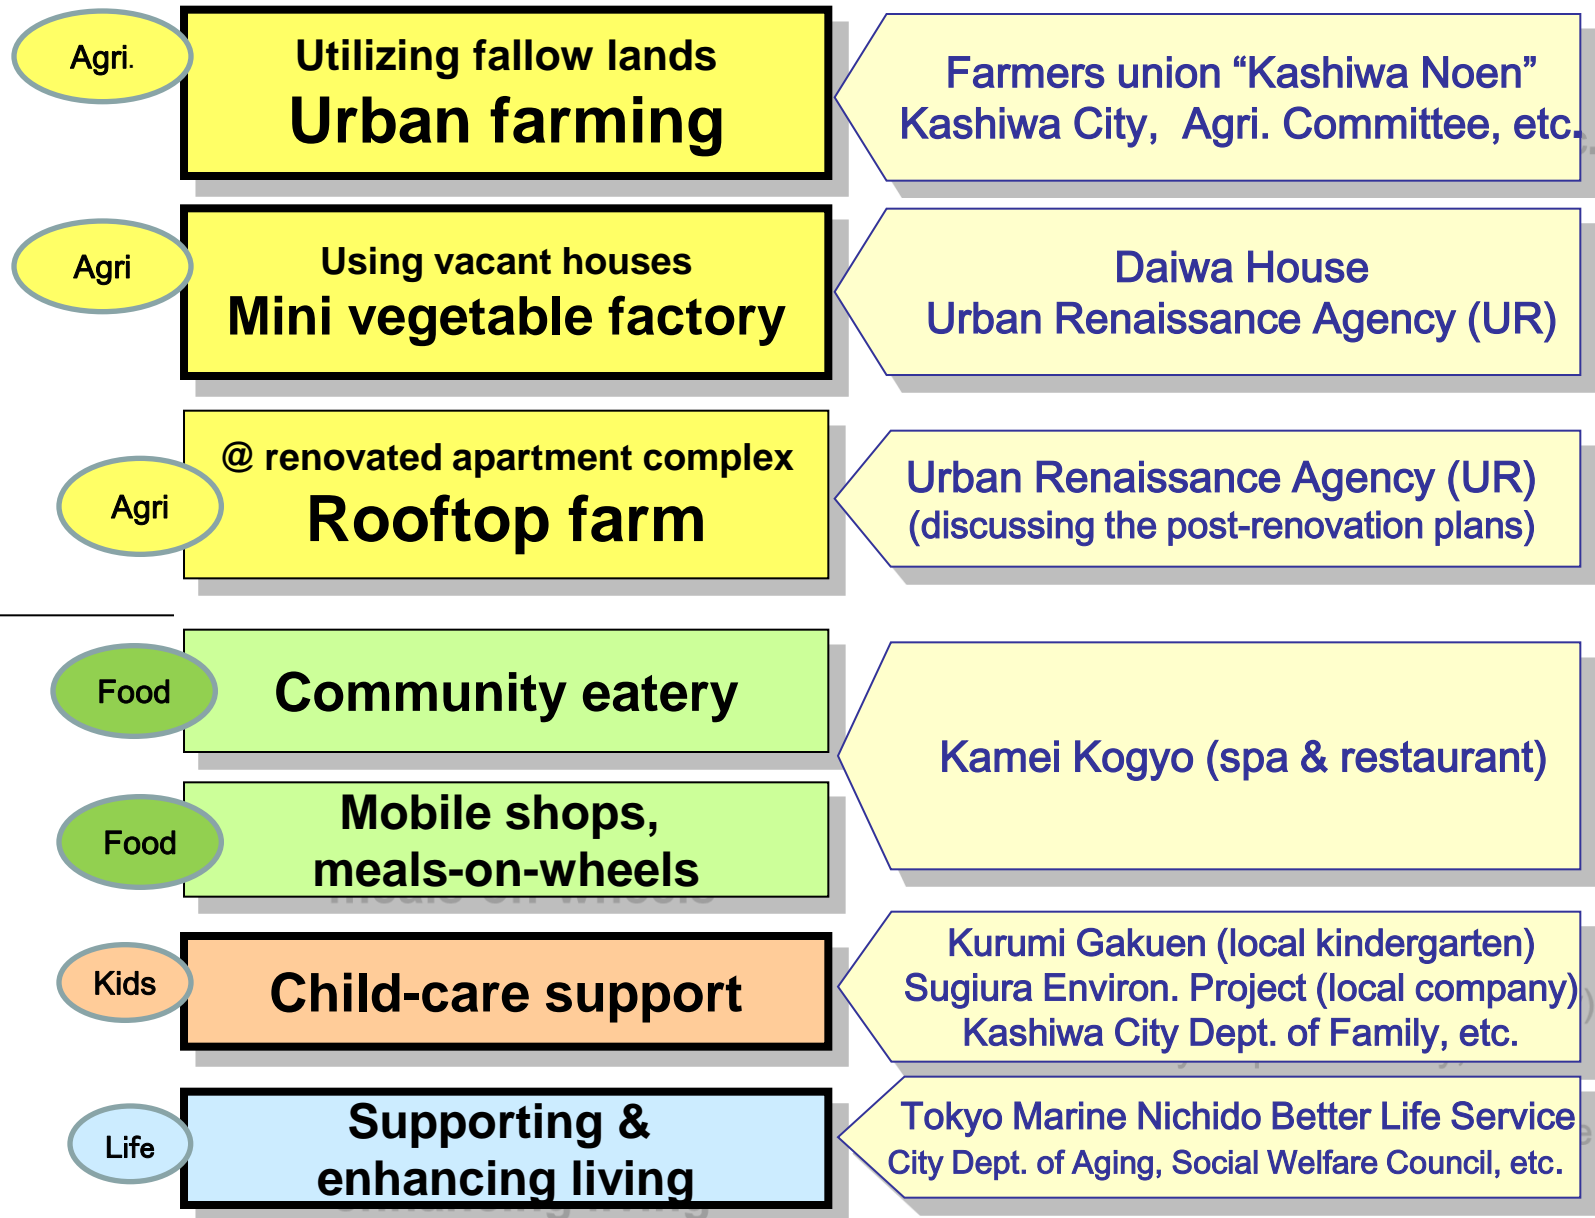 Agri.
Utilizing fallow lands
Urban farming
Farmers union “Kashiwa Noen”
Kashiwa City, Agri. Committee, etc.
Agri
Using vacant houses
Mini vegetable factory
Daiwa House
Urban Renaissance Agency (UR)
Agri
@ renovated apartment complex
Rooftop farm
Urban Renaissance Agency (UR)
(discussing the post-renovation plans)
Food
Community eatery
Kamei Kogyo (spa & restaurant)
Food
Mobile shops,
meals-on-wheels
Kids
Child-care support
Kurumi Gakuen (local kindergarten)
Sugiura Environ. Project (local company)
Kashiwa City Dept. of Family, etc.
Life
Supporting &
enhancing living
Tokyo Marine Nichido Better Life Service
City Dept. of Aging, Social Welfare Council, etc.